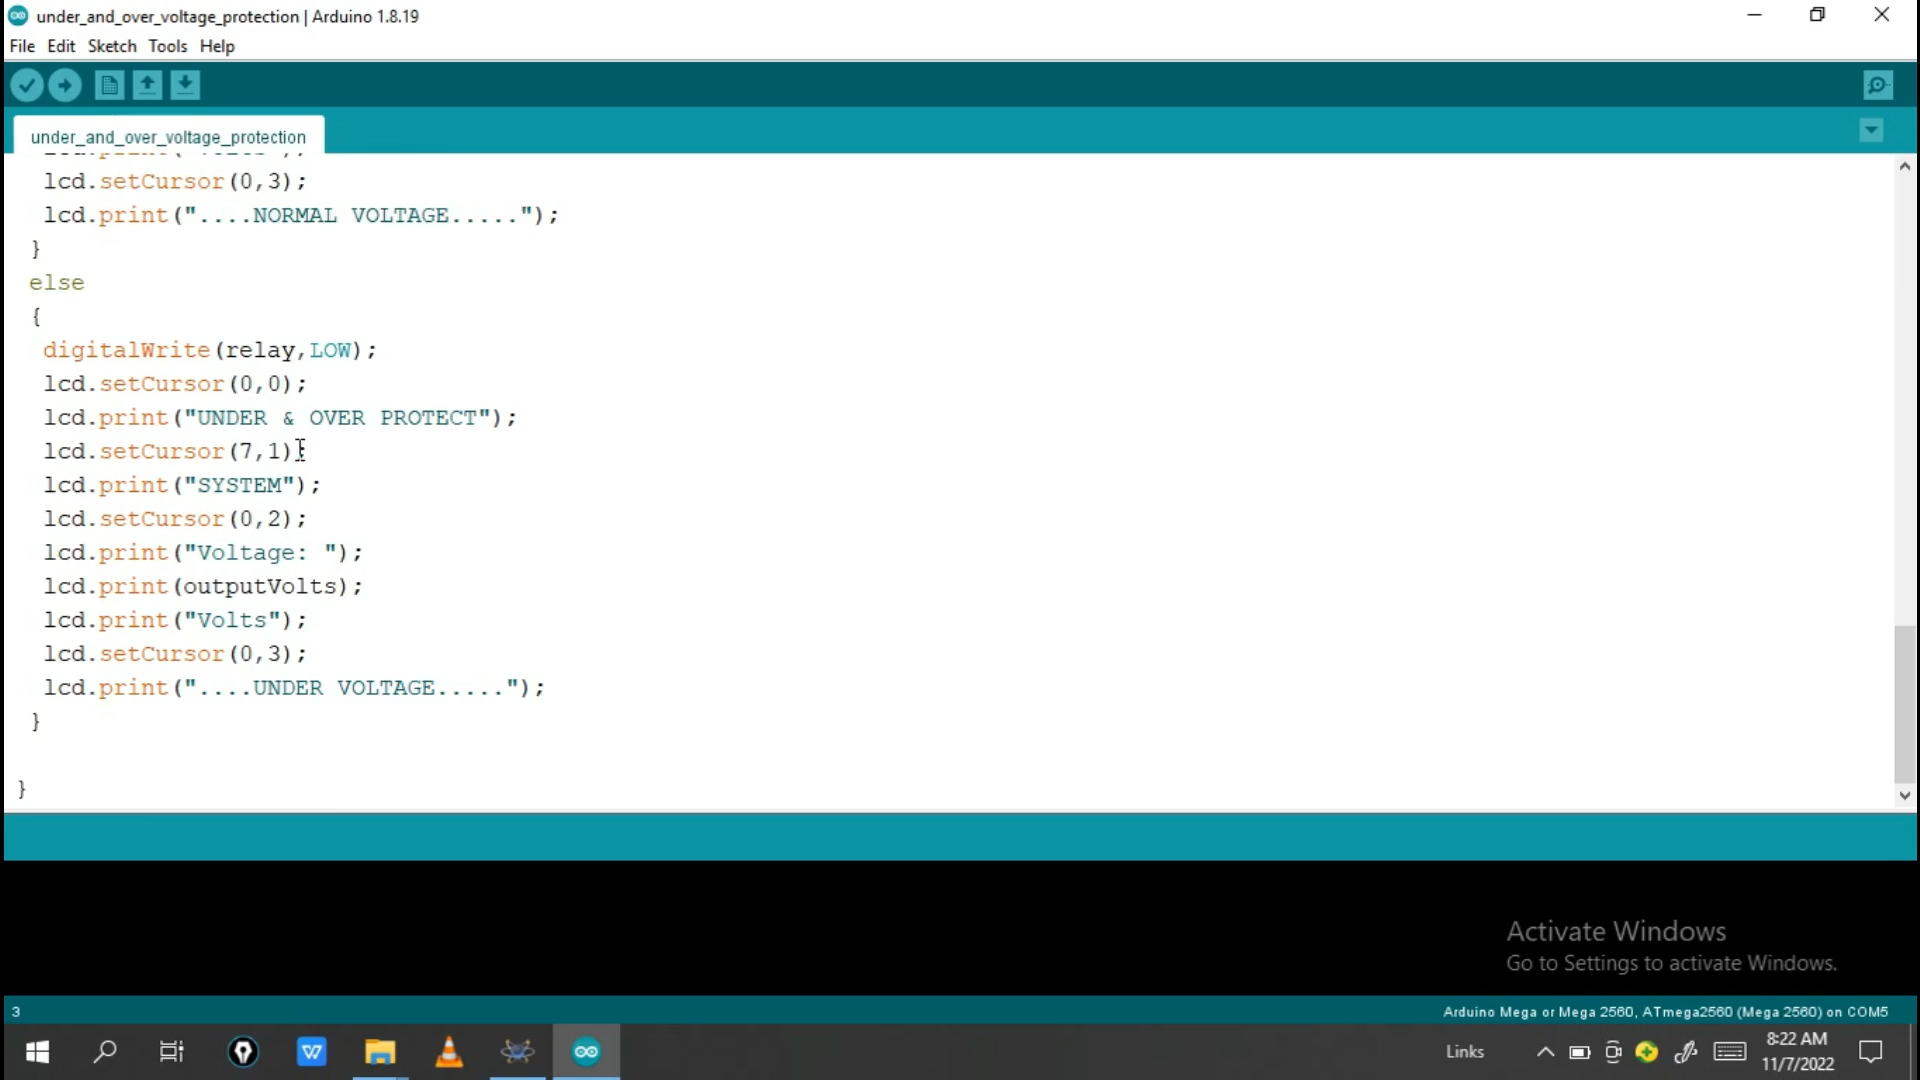 under_and_over_voltage_protection | Arduino 1.8.19
File Edit Sketch Tools Help
under_and_over_voltage_protection
lcd.setCursor(0,3);
lcd.print("....NORMAL VOLTAGE.....");
}
else
{
digitalWrite(relay,LOW);
lcd.setCursor(0,0);
lcd.print("UNDER & OVER PROTECT");
lcd.setCursor(7,1);
lcd.print("SYSTEM");
lcd.setCursor(0,2);
lcd.print("Voltage: ");
lcd.print(outputVolts);
lcd.print("Volts");
lcd.setCursor(0,3);
lcd.print("....UNDER VOLTAGE.....");
}
}
Activate Windows
Go to Settings to activate Windows.
3
Arduino Mega or Mega 2560, ATmega2560 (Mega 2560) on COM5
Links
8:22 AM
11/7/2022